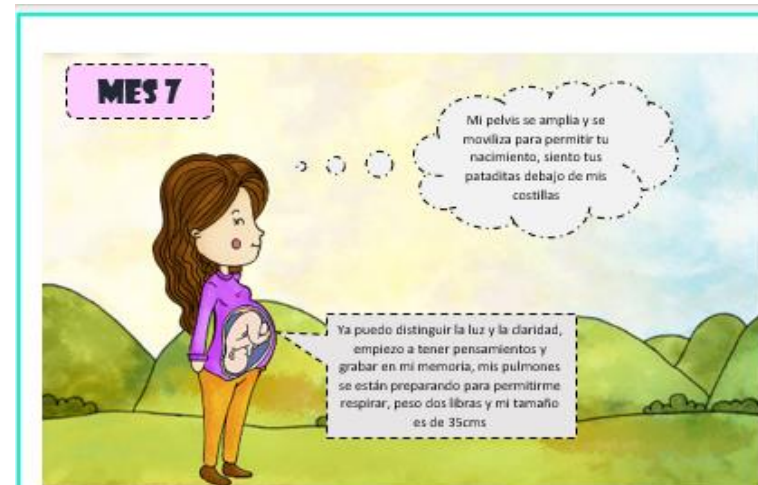 MES 7
Mi pelvis se amplia y se
moviliza para permitir tu
nacimiento, siento tus
pataditas debajo de mis
costillas
Ya puedo distinguir la luz y la claridad,
empiezo a tener pensamientos y
grabar en mi memoria, mis pulmones
se están preparando para permitirme
respirar, peso dos libras y mi tamaño
es de 35cms